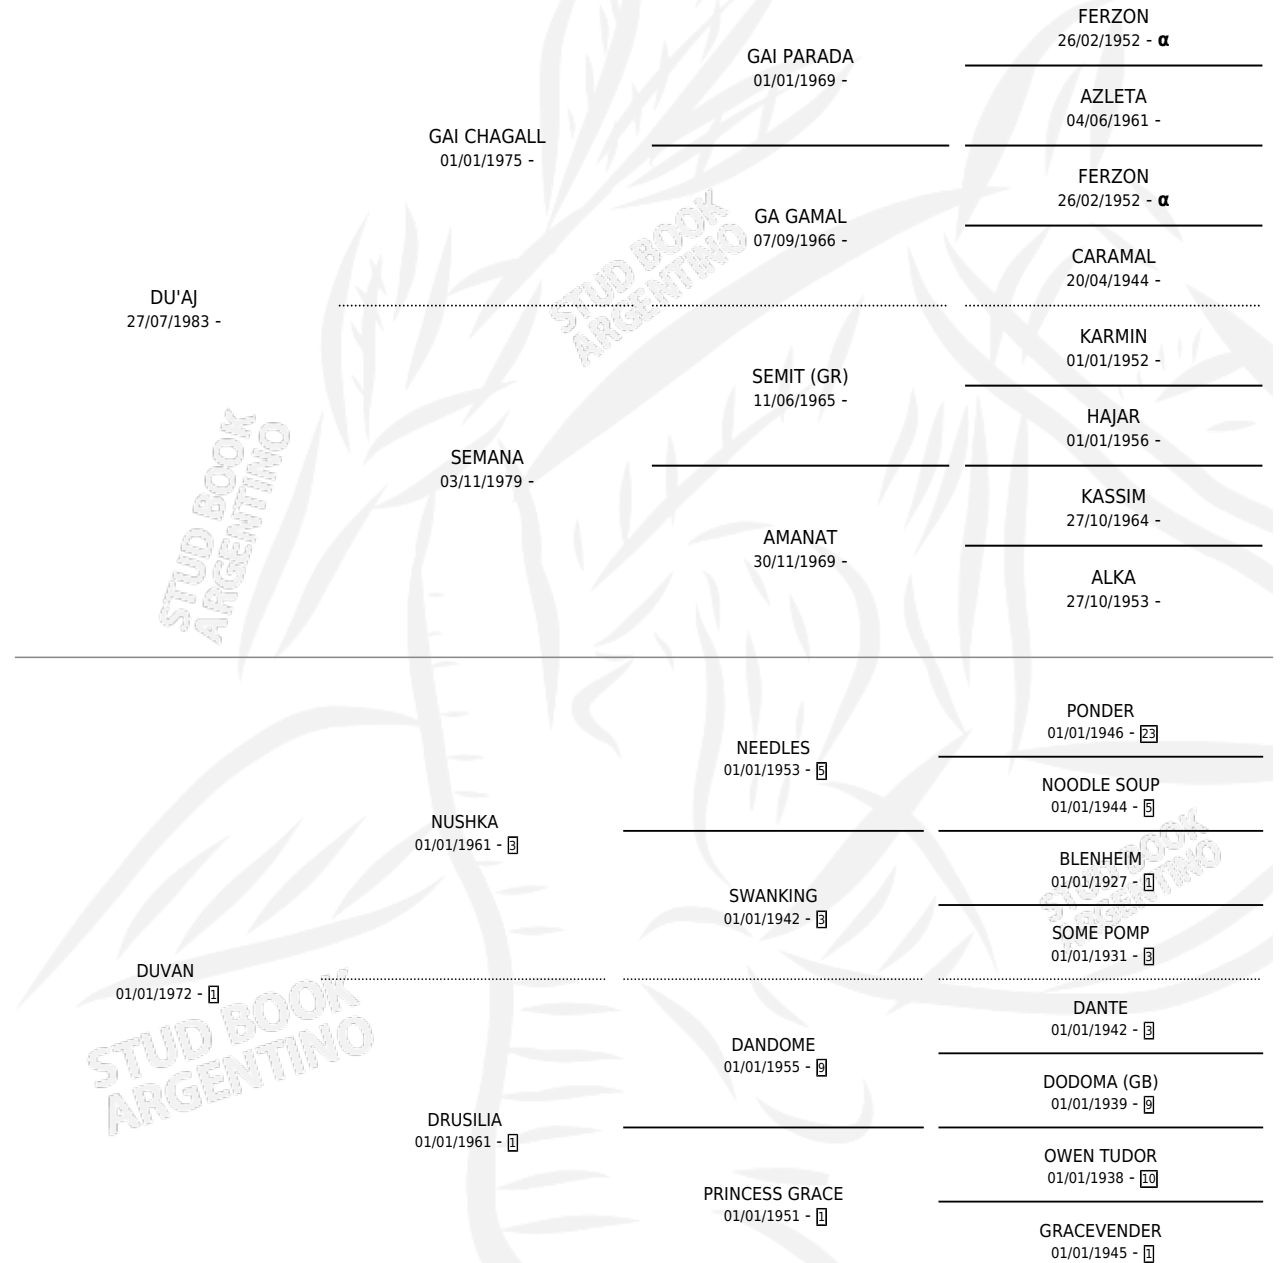 FERZON
26/02/1952 - α
GAI PARADA
01/01/1969 -
AZLETA
04/06/1961 -
GAI CHAGALL
01/01/1975 -
FERZON
26/02/1952 - α
GA GAMAL
07/09/1966 -
CARAMAL
20/04/1944 -
DU'AJ
27/07/1983 -
KARMIN
01/01/1952 -
SEMIT (GR)
11/06/1965 -
HAJAR
01/01/1956 -
SEMANA
03/11/1979 -
KASSIM
27/10/1964 -
AMANAT
30/11/1969 -
ALKA
27/10/1953 -
STUD BOOK
ARGENTINO
STUD BOOK
ARGENTINO
PONDER
01/01/1946 - 23
NEEDLES
01/01/1953 - 5
NOODLE SOUP
01/01/1944 - 5
NUSHKA
01/01/1961 - 3
BLENHEIM
01/01/1927 - 1
SWANKING
01/01/1942 - 3
SOME POMP
01/01/1931 - 3
DUVAN
01/01/1972 - 1
DANTE
01/01/1942 - 3
DANDOME
01/01/1955 - 9
DODOMA (GB)
01/01/1939 - 9
DRUSILIA
01/01/1961 - 1
OWEN TUDOR
01/01/1938 - 10
PRINCESS GRACE
01/01/1951 - 1
GRACEVENDER
01/01/1945 - 1
STUD BOOK
ARGENTINO
STUD BOOK
ARGENTINO